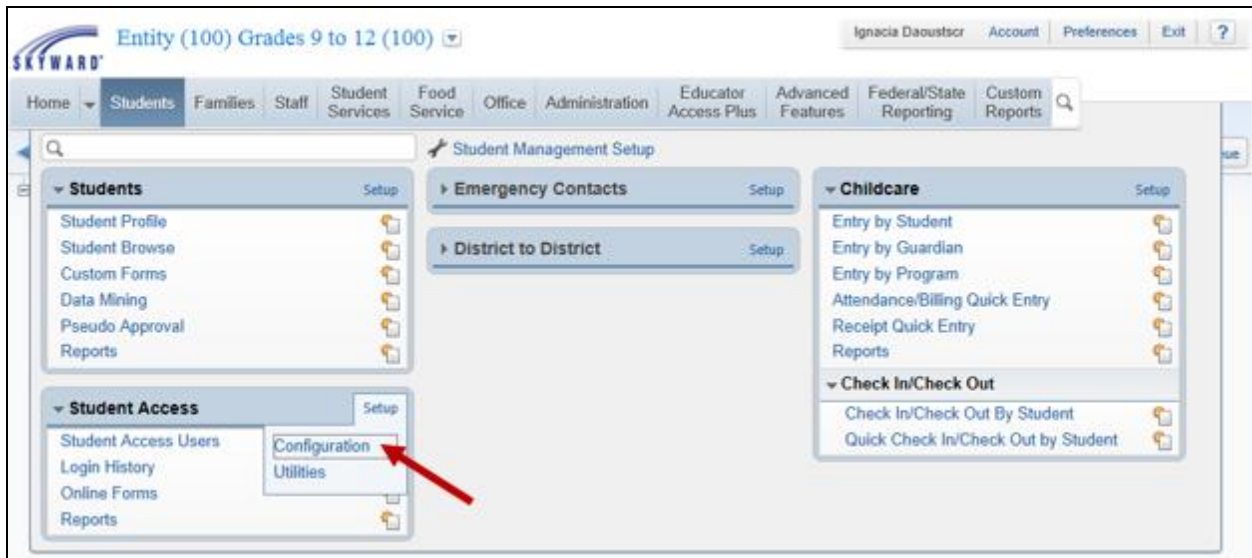 Entity (100) Grades 9 to 12 (100)
Ignacia Daoustscr Account Preferences Exit ?
SKYWARD
Home Students Families Staff Student Services Food Service Office Administration Educator Access Plus Advanced Features Federal/State Reporting Custom Reports
Student Management Setup
Students Setup
Student Profile
Student Browse
Custom Forms
Data Mining
Pseudo Approval
Reports
Student Access Setup
Student Access Users
Login History
Online Forms
Reports
Configuration
Utilities
Emergency Contacts Setup
District to District Setup
Childcare Setup
Entry by Student
Entry by Guardian
Entry by Program
Attendance/Billing Quick Entry
Receipt Quick Entry
Reports
Check In/Check Out
Check In/Check Out By Student
Quick Check In/Check Out by Student